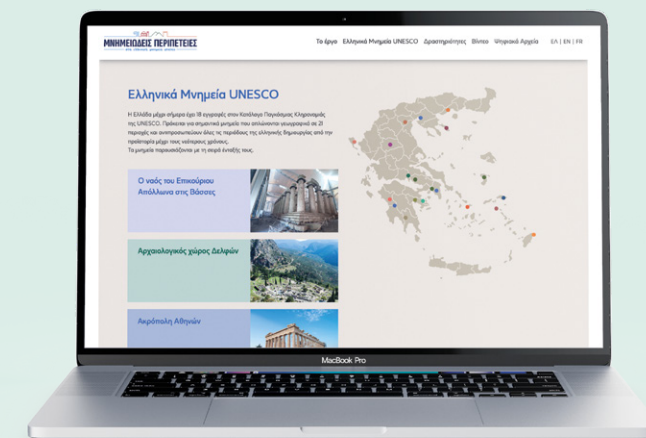 ΜΝΗΜΕΙΩΔΕΙΣ ΠΕΡΙΠΕΤΕΙΕΣ
Το έργο Ελληνικά Μνημεία UNESCO Δραστηριότητες Βίντεο Ψηφιακό Αρχείο ΕΛ | EN | FR
Ελληνικά Μνημεία UNESCO
Η Ελλάδα μέχρι σήμερα έχει 18 εγγραφές στον Κατάλογο Παγκόσμιας Κληρονομιάς
της UNESCO. Πρόκειται για σημαντικά μνημεία που απλώνονται γεωγραφικά σε 21
περιοχές και αντιπροσωπεύουν όλες τις περιόδους της ελληνικής δημιουργίας από την
προϊστορία μέχρι τους νεότερους χρόνους.
Τα μνημεία παρουσιάζονται με τη σειρά ένταξής τους.
Ο ναός του Επικούριου
Απόλλωνα στις Βάσσες
Αρχαιολογικός χώρος Δελφών
Ακρόπολη Αθηνών
MacBook Pro